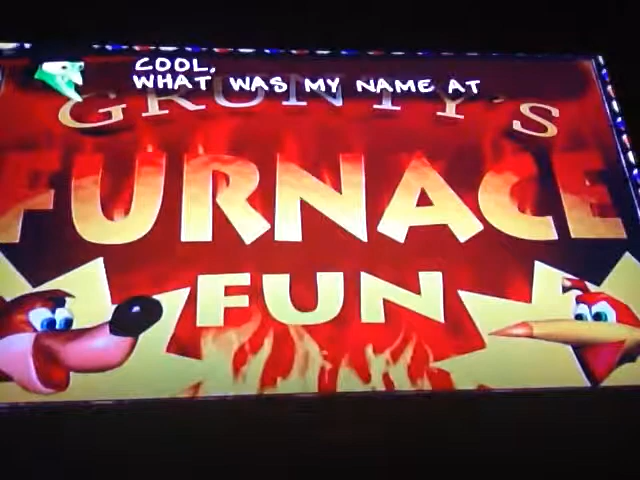 COOL.
WHAT WAS MY NAME AT
GRUNTY'S
FURNACE
FUN